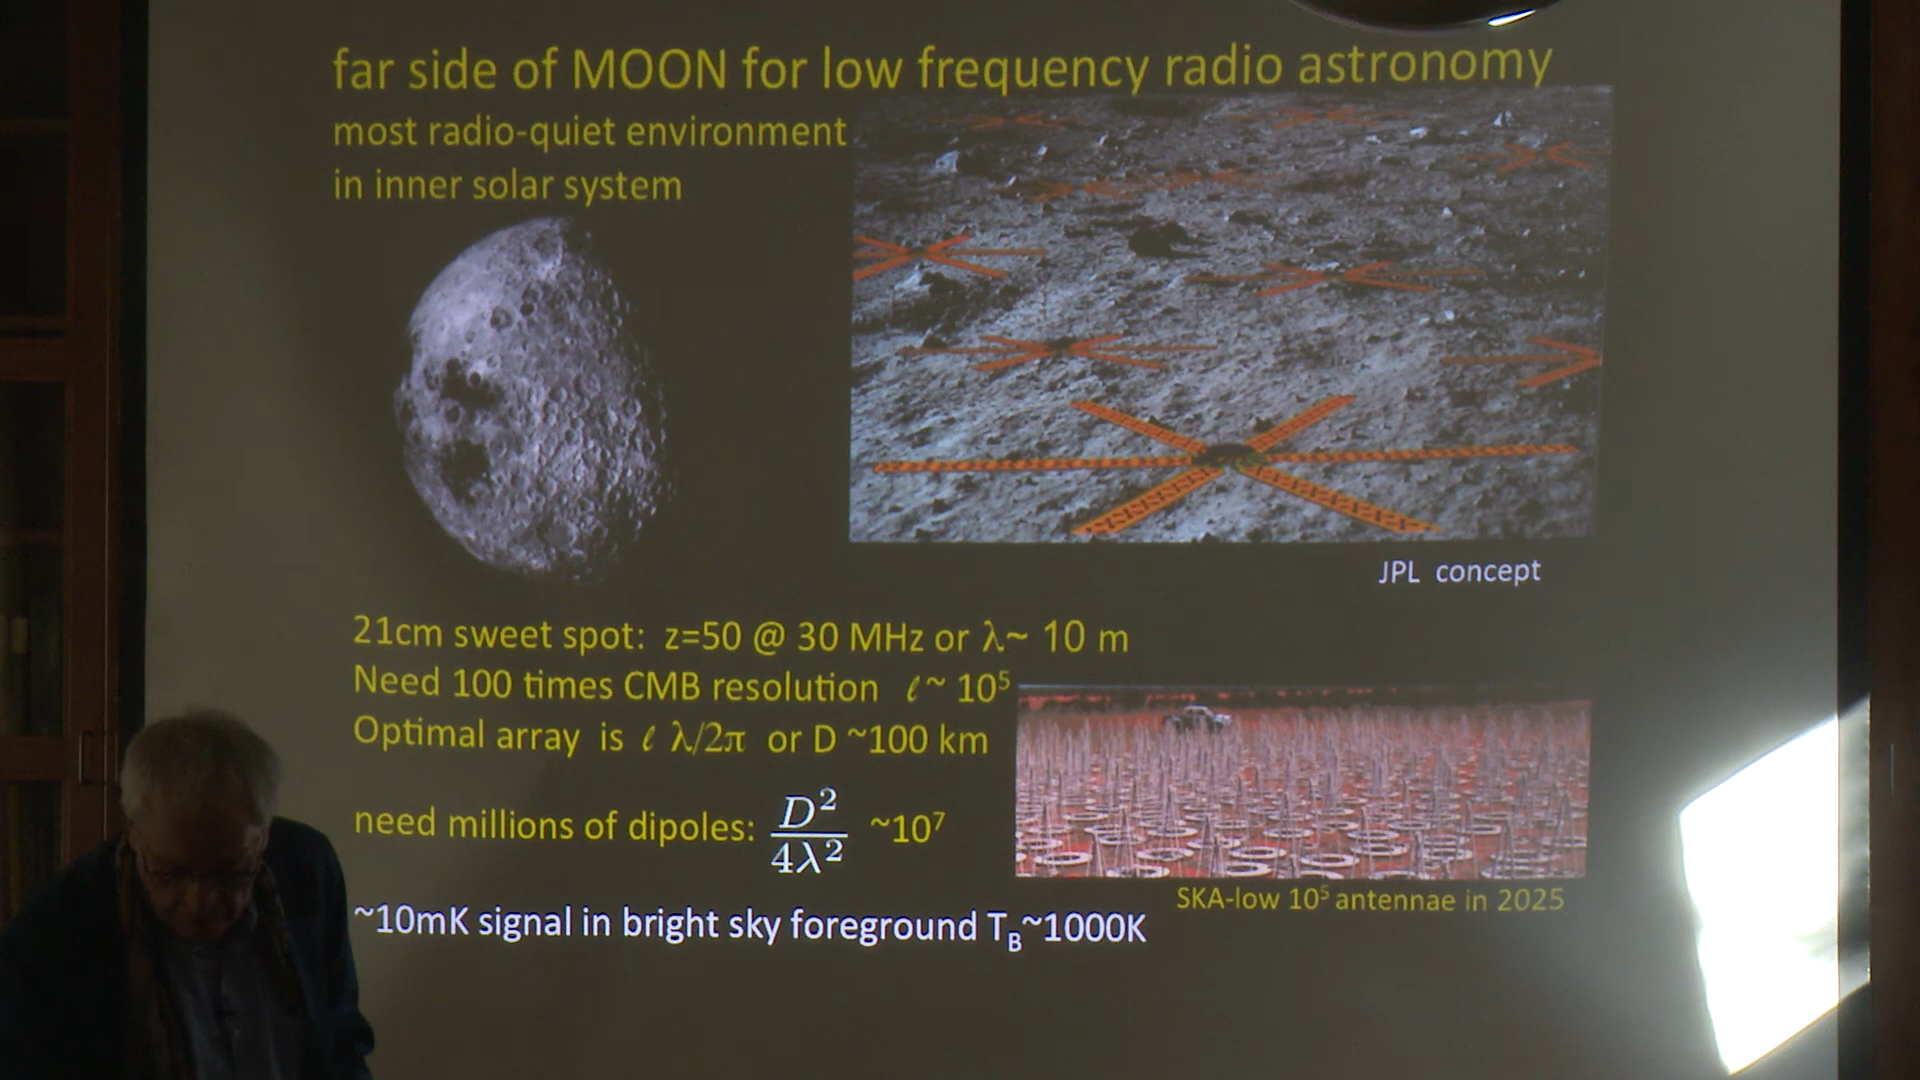 far side of MOON for low frequency radio astronomy
most radio-quiet environment
in inner solar system
JPL concept
21cm sweet spot: z=50 @ 30 MHz or λ~ 10 m
Need 100 times CMB resolution ℓ ~ 10⁵
Optimal array is ℓ λ/2π or D ~100 km
need millions of dipoles: D²/4λ² ~10⁷
SKA-low 10⁵ antennae in 2025
~10mK signal in bright sky foreground T_B~1000K